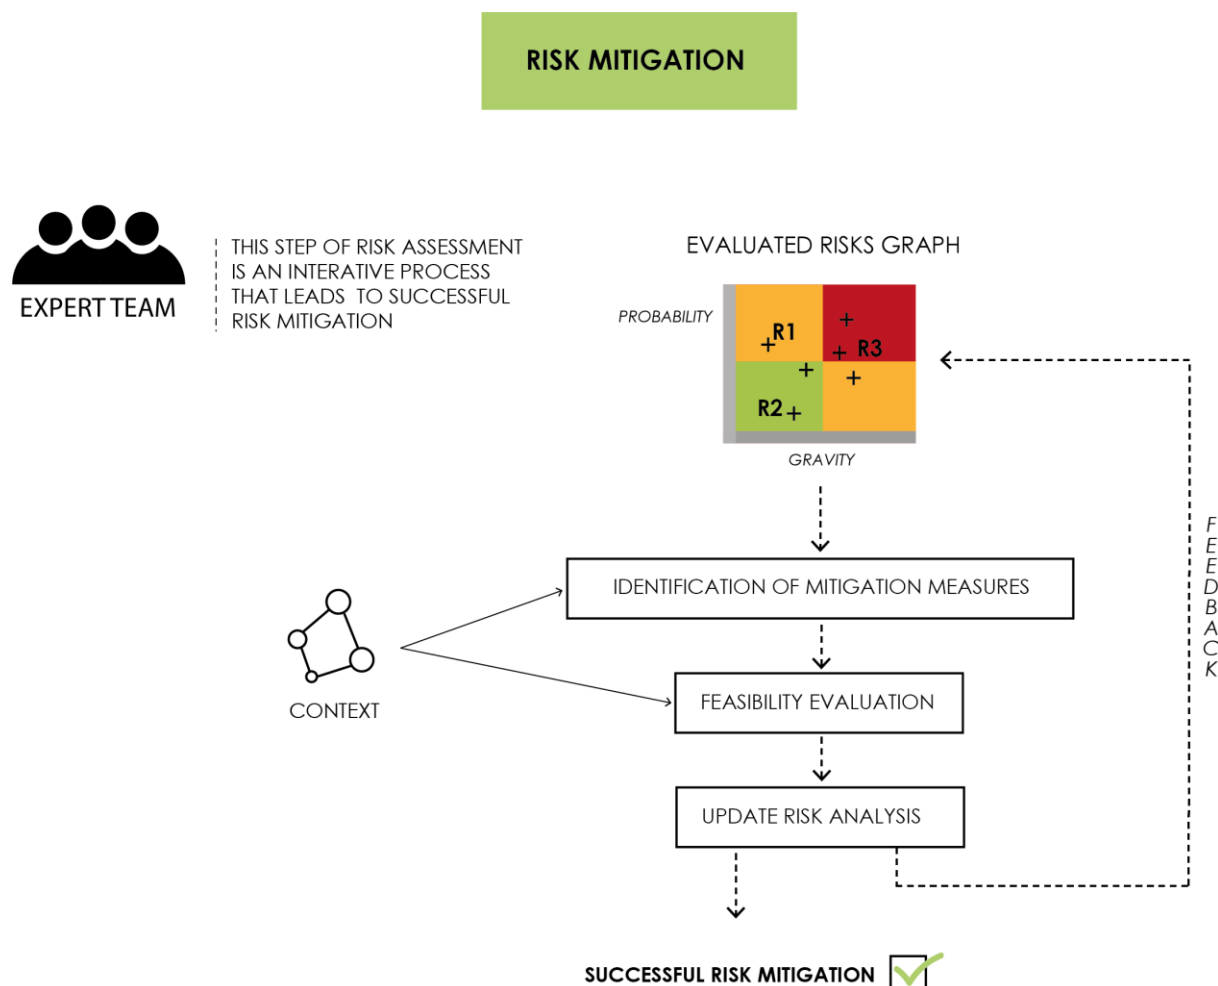 RISK MITIGATION
EXPERT TEAM
THIS STEP OF RISK ASSESSMENT
IS AN INTERATIVE PROCESS
THAT LEADS TO SUCCESSFUL
RISK MITIGATION
EVALUATED RISKS GRAPH
PROBABILITY
R1
R3
R2
GRAVITY
IDENTIFICATION OF MITIGATION MEASURES
CONTEXT
FEASIBILITY EVALUATION
UPDATE RISK ANALYSIS
FEEDBACK
SUCCESSFUL RISK MITIGATION